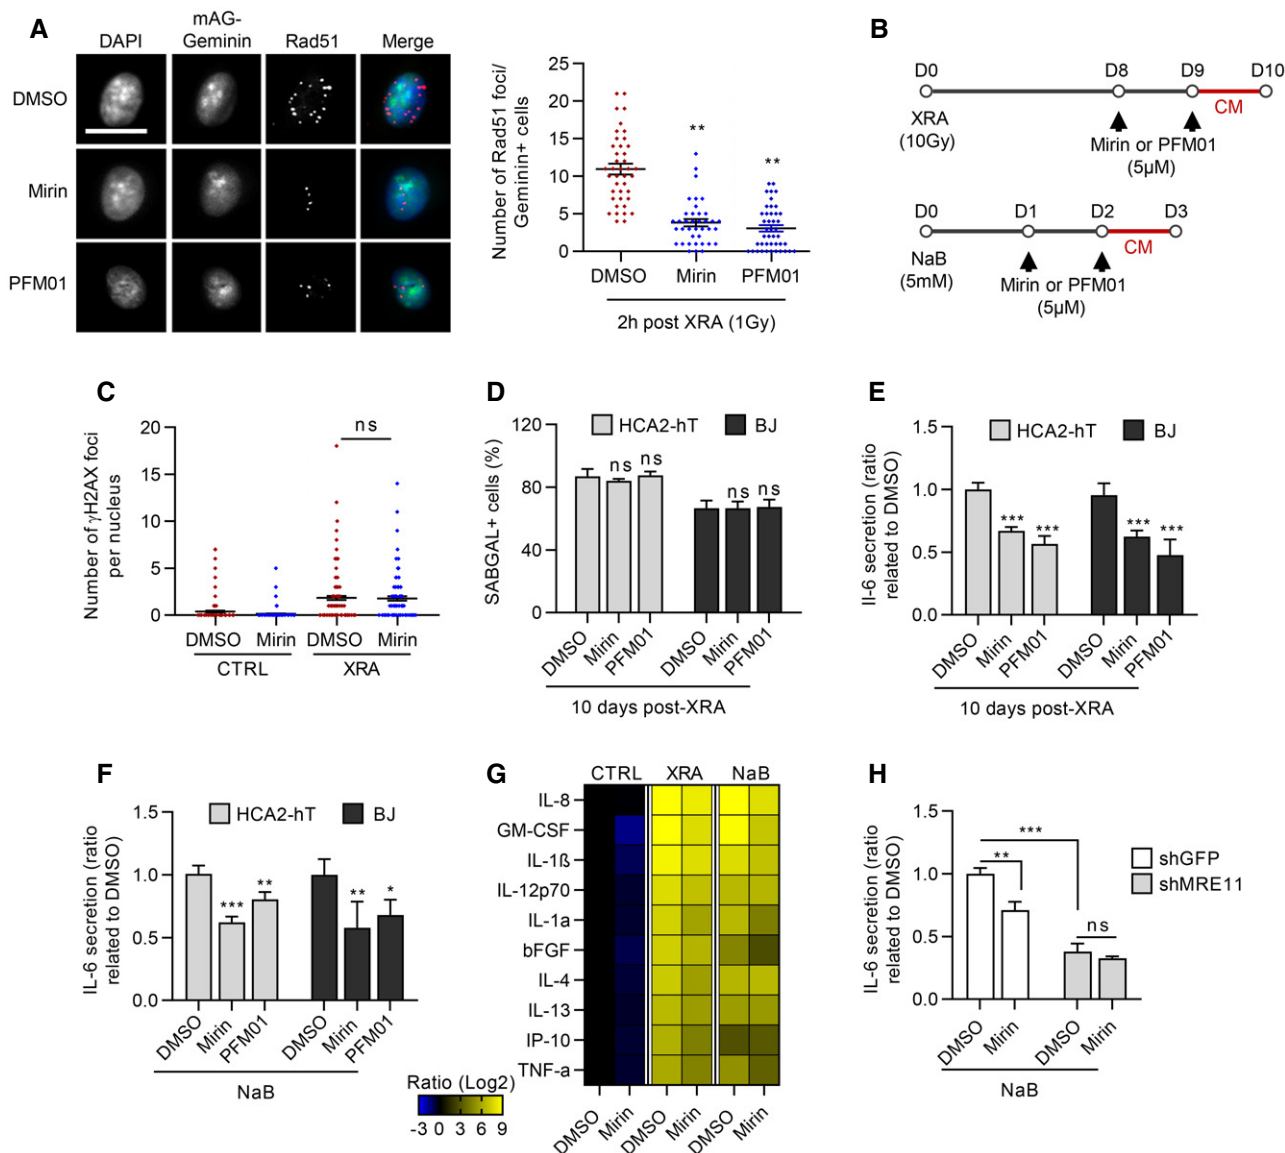 A
DAPI
mAG-
Geminin
Rad51
Merge
DMSO
Mirin
PFM01
Number of Rad51 foci/
Geminin+ cells
25
20
15
10
5
0
**
**
DMSO
Mirin
PFM01
2h post XRA (1Gy)
B
D0
D8
D9
D10
CM
XRA
(10Gy)
Mirin or PFM01
(5µM)
D0
D1
D2
D3
CM
NaB
(5mM)
Mirin or PFM01
(5µM)
C
Number of γH2AX foci
per nucleus
20
15
10
5
0
ns
DMSO
Mirin
DMSO
Mirin
CTRL
XRA
D
HCA2-hT
BJ
SABGAL+ cells (%)
120
80
40
0
ns
ns
ns
ns
DMSO
Mirin
PFM01
DMSO
Mirin
PFM01
10 days post-XRA
E
HCA2-hT
BJ
Il-6 secretion (ratio
related to DMSO)
1.5
1.0
0.5
0.0
***
***
***
***
DMSO
Mirin
PFM01
DMSO
Mirin
PFM01
10 days post-XRA
F
HCA2-hT
BJ
IL-6 secretion (ratio
related to DMSO)
1.5
1.0
0.5
0.0
***
**
**
*
DMSO
Mirin
PFM01
DMSO
Mirin
PFM01
NaB
G
CTRL
XRA
NaB
IL-8
GM-CSF
IL-1ß
IL-12p70
IL-1a
bFGF
IL-4
IL-13
IP-10
TNF-a
Ratio (Log2)
-3 0 3 6 9
DMSO
Mirin
DMSO
Mirin
DMSO
Mirin
H
shGFP
shMRE11
IL-6 secretion (ratio
related to DMSO)
1.5
1.0
0.5
0.0
***
**
ns
DMSO
Mirin
DMSO
Mirin
NaB